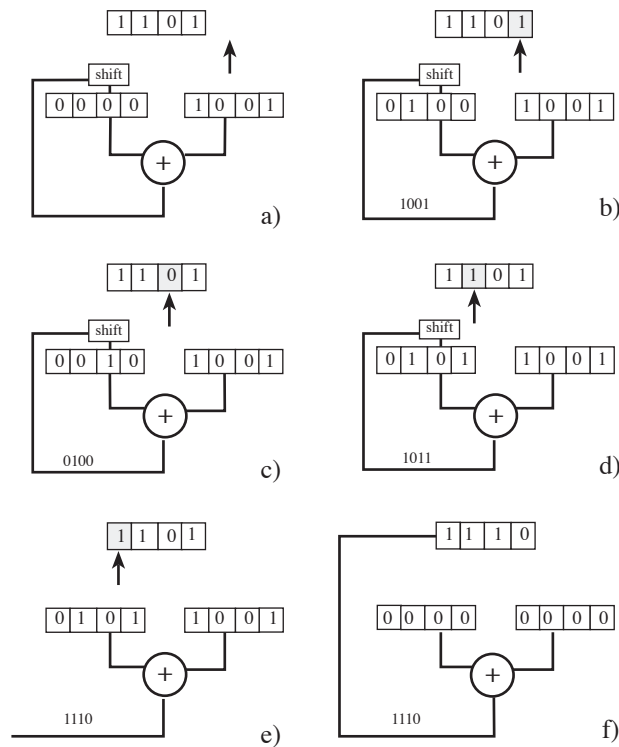 1 1 0 1
shift
0 0 0 0 1 0 0 1
+
a)
1 1 0 1
shift
0 1 0 0 1 0 0 1
+
1001
b)
1 1 0 1
shift
0 0 1 0 1 0 0 1
+
0100
c)
1 1 0 1
shift
0 1 0 1 1 0 0 1
+
1011
d)
1 1 0 1
0 1 0 1 1 0 0 1
+
1110
e)
1 1 1 0
0 0 0 0 0 0 0 0
+
1110
f)